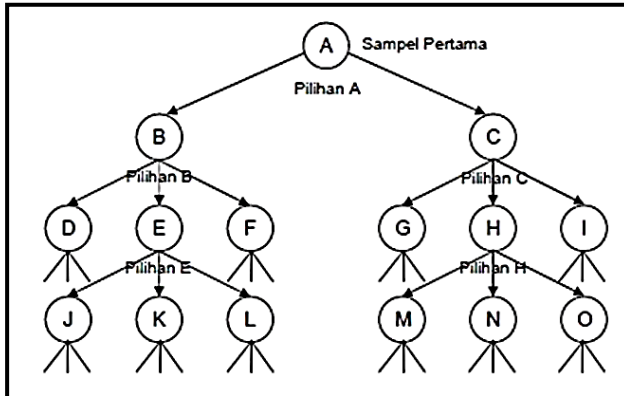 A Sampel Pertama
Pilihan A
B C
Pilihan B Pilihan C
D E F G H I
Pilihan E Pilihan H
J K L M N O